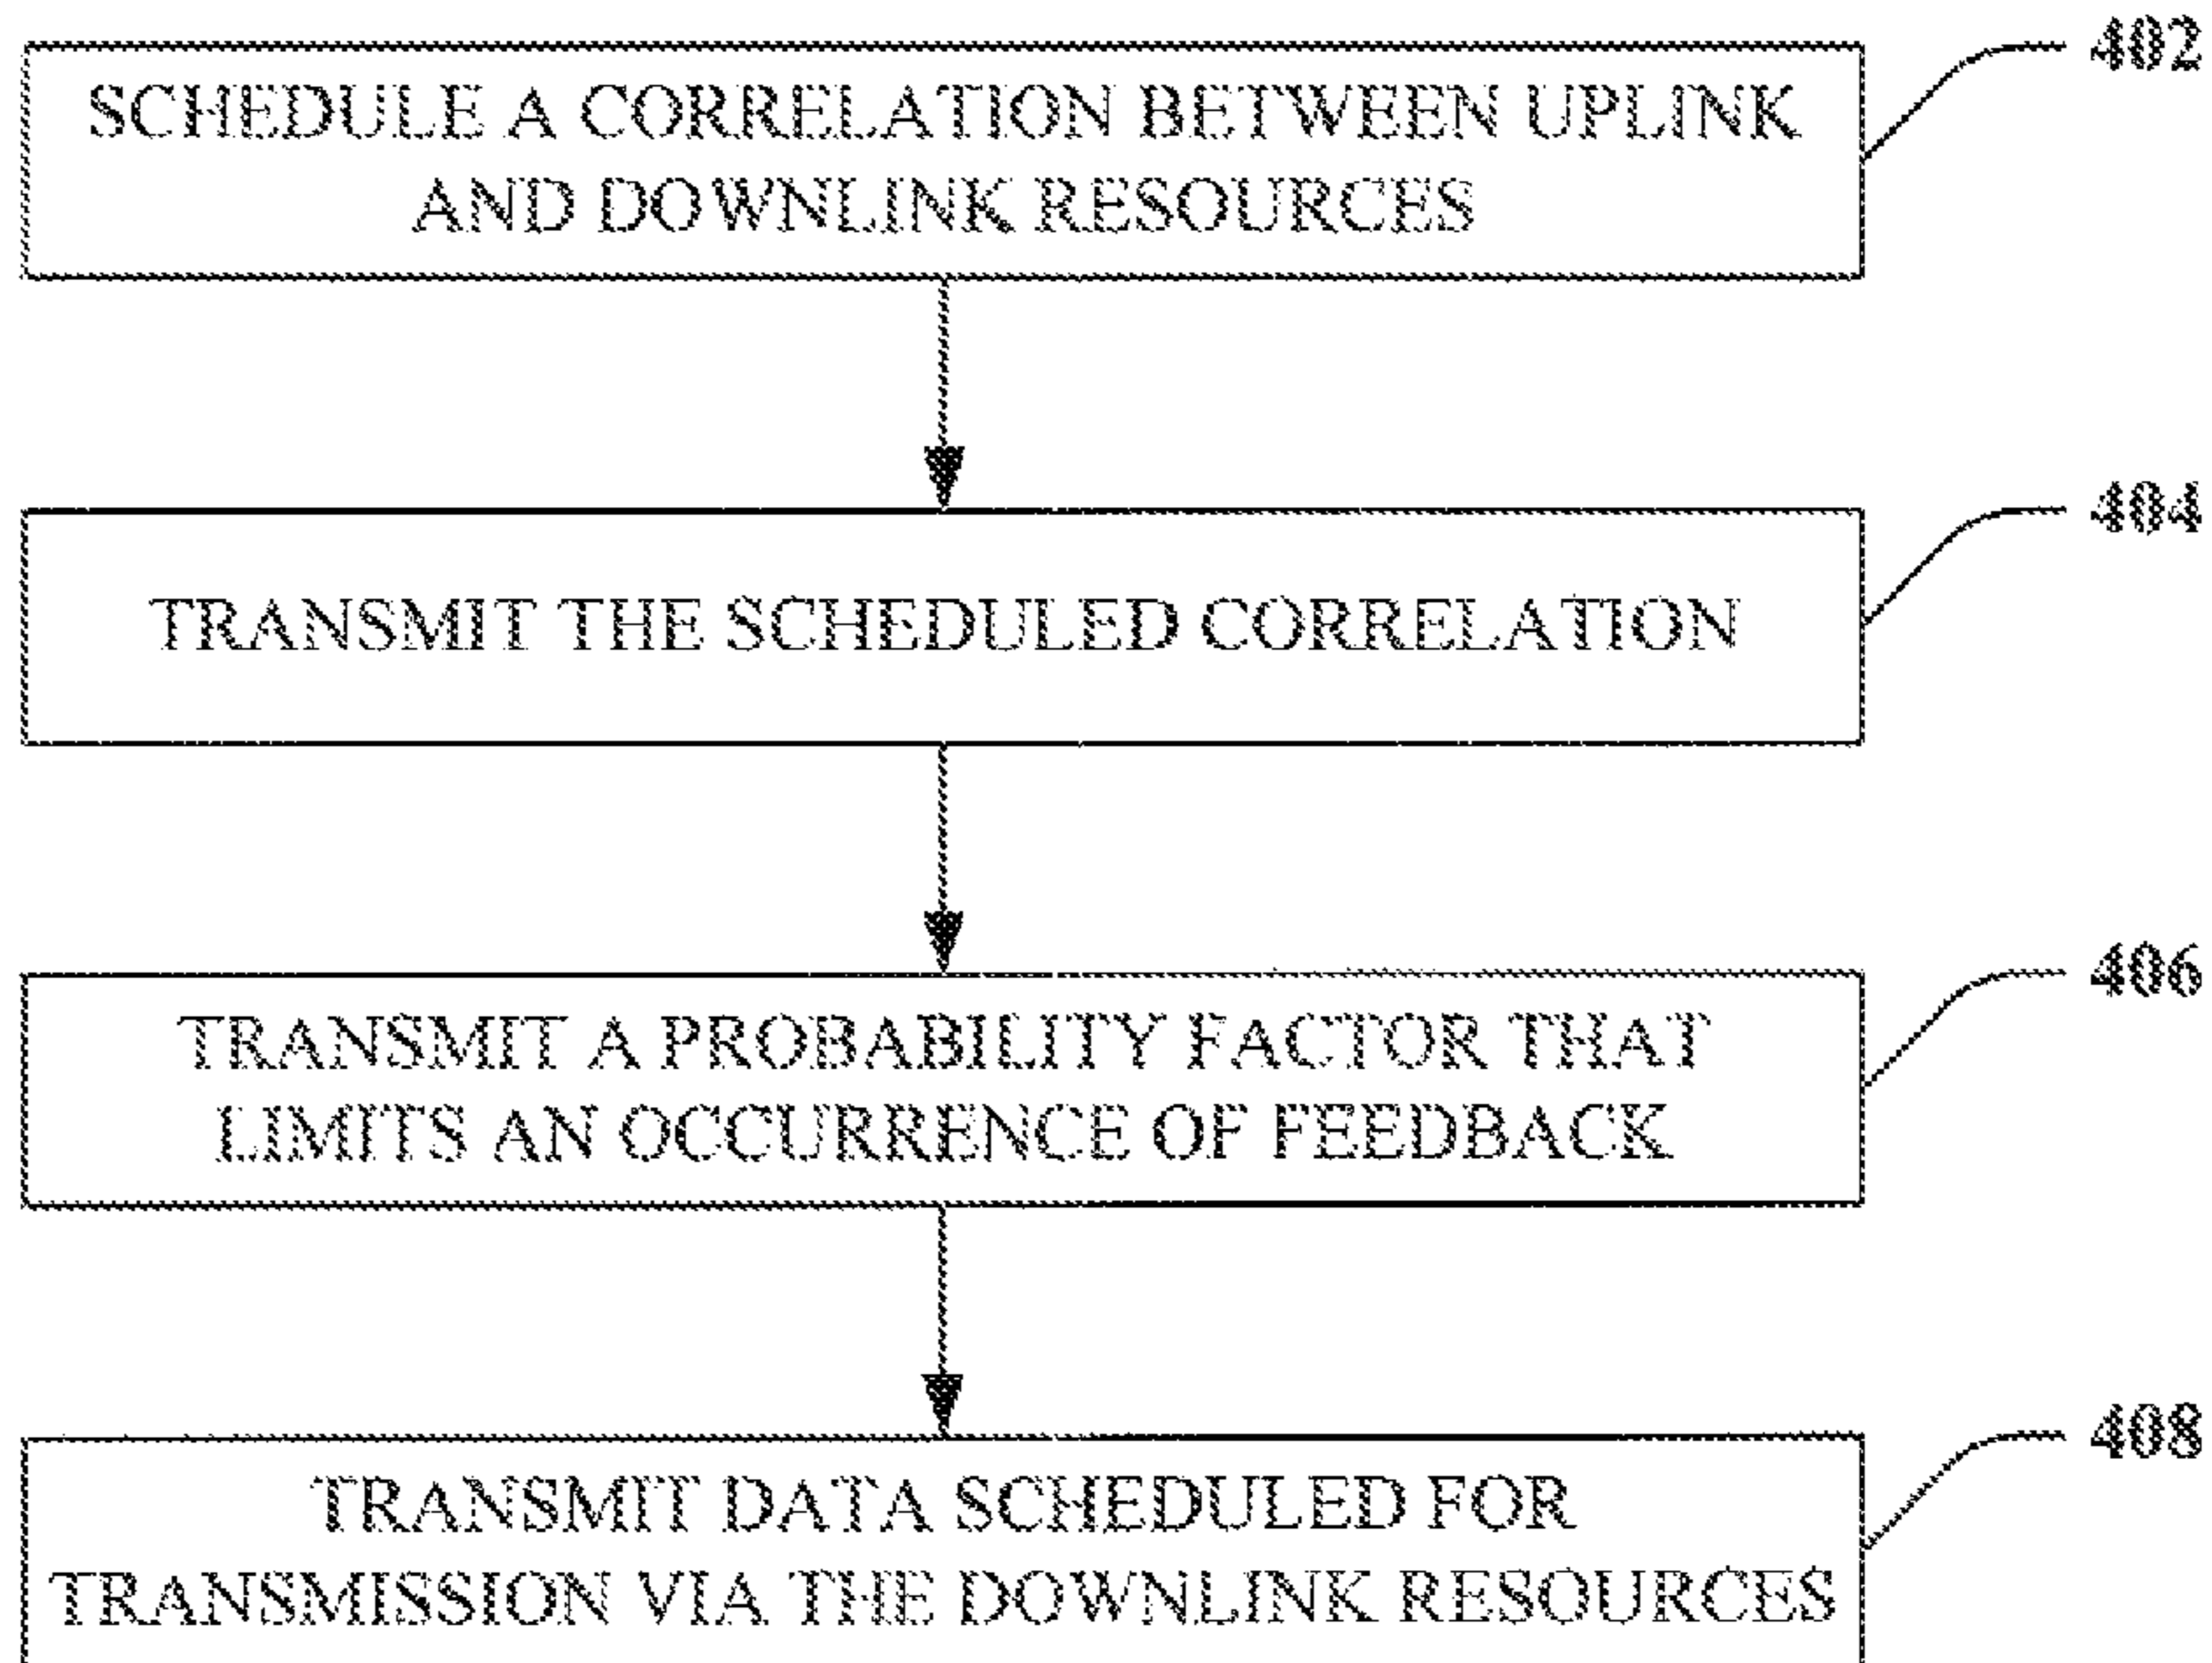 402
SCHEDULE A CORRELATION BETWEEN UPLINK
AND DOWNLINK RESOURCES
404
TRANSMIT THE SCHEDULED CORRELATION
406
TRANSMIT A PROBABILITY FACTOR THAT
LIMITS AN OCCURRENCE OF FEEDBACK
408
TRANSMIT DATA SCHEDULED FOR
TRANSMISSION VIA THE DOWNLINK RESOURCES